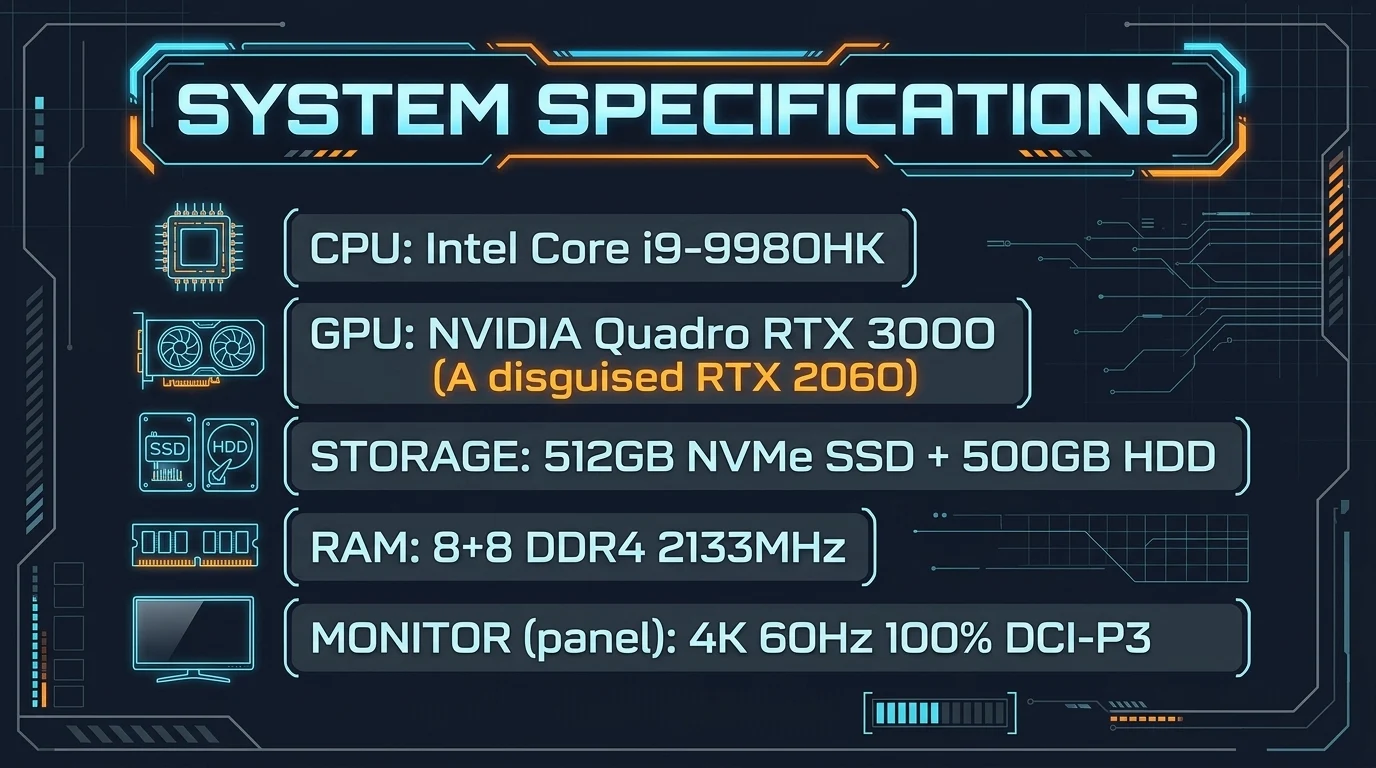 SYSTEM SPECIFICATIONS
CPU: Intel Core i9-9980HK
GPU: NVIDIA Quadro RTX 3000
(A disguised RTX 2060)
SSD
HDD
STORAGE: 512GB NVMe SSD + 500GB HDD
RAM: 8+8 DDR4 2133MHz
MONITOR (panel): 4K 60Hz 100% DCI-P3